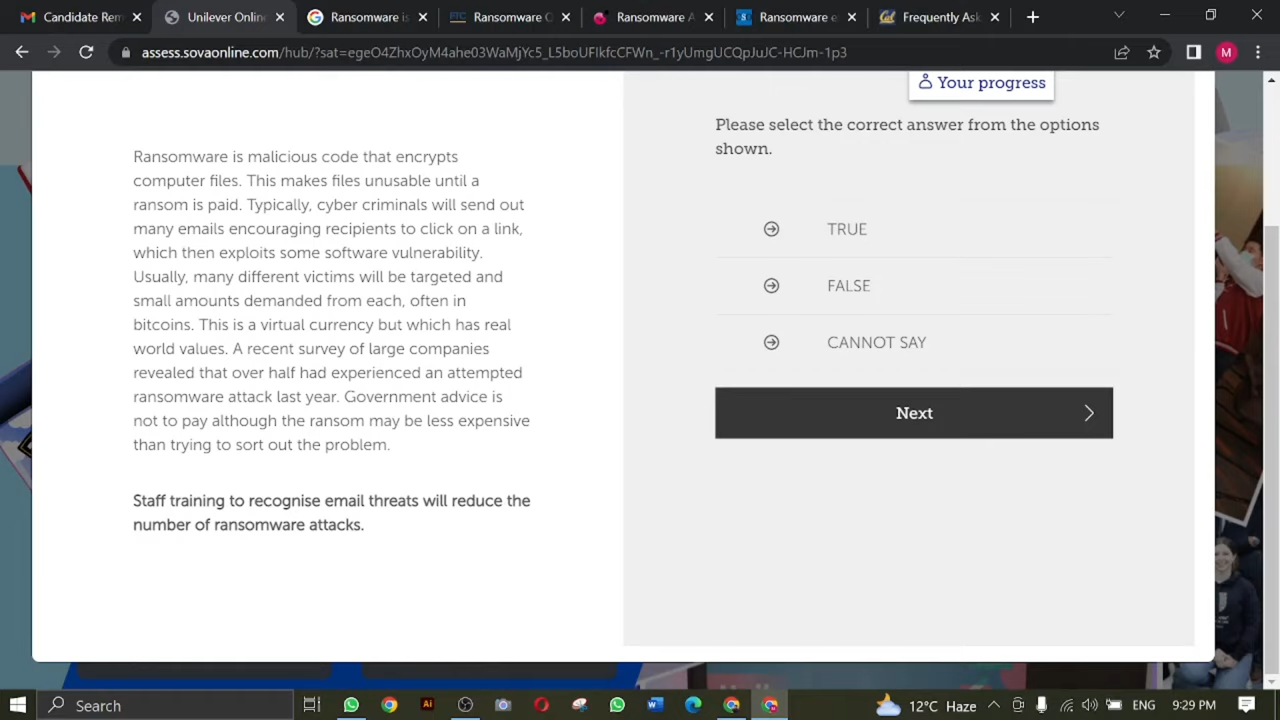 Candidate Rem
Unilever Online
Ransomware is
FTC
Ransomware C
Ransomware A
Ransomware e
Cal
Frequently Ask
assess.sovaonline.com/hub/?sat=egeO4ZhxOyM4ahe03WaMjYc5_L5boUFIkfcCFWn_-r1yUmgUCQpJuJC-HCJm-1p3
M
Your progress
Please select the correct answer from the options
shown.
Ransomware is malicious code that encrypts
computer files. This makes files unusable until a
ransom is paid. Typically, cyber criminals will send out
many emails encouraging recipients to click on a link,
which then exploits some software vulnerability.
Usually, many different victims will be targeted and
small amounts demanded from each, often in
bitcoins. This is a virtual currency but which has real
world values. A recent survey of large companies
revealed that over half had experienced an attempted
ransomware attack last year. Government advice is
not to pay although the ransom may be less expensive
than trying to sort out the problem.
Staff training to recognise email threats will reduce the
number of ransomware attacks.
TRUE
FALSE
CANNOT SAY
Next
Search
12°C Haze
ENG
9:29 PM